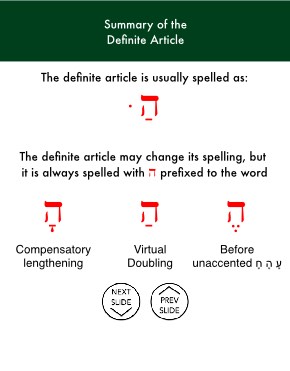 Summary of the
Definite Article
The definite article is usually spelled as:
הַ ּ
The definite article may change its spelling, but
it is always spelled with ה prefixed to the word
הָ הַ הֶ
Compensatory Virtual Before
lengthening Doubling unaccented עָ הָ חָ
NEXT SLIDE
PREV SLIDE